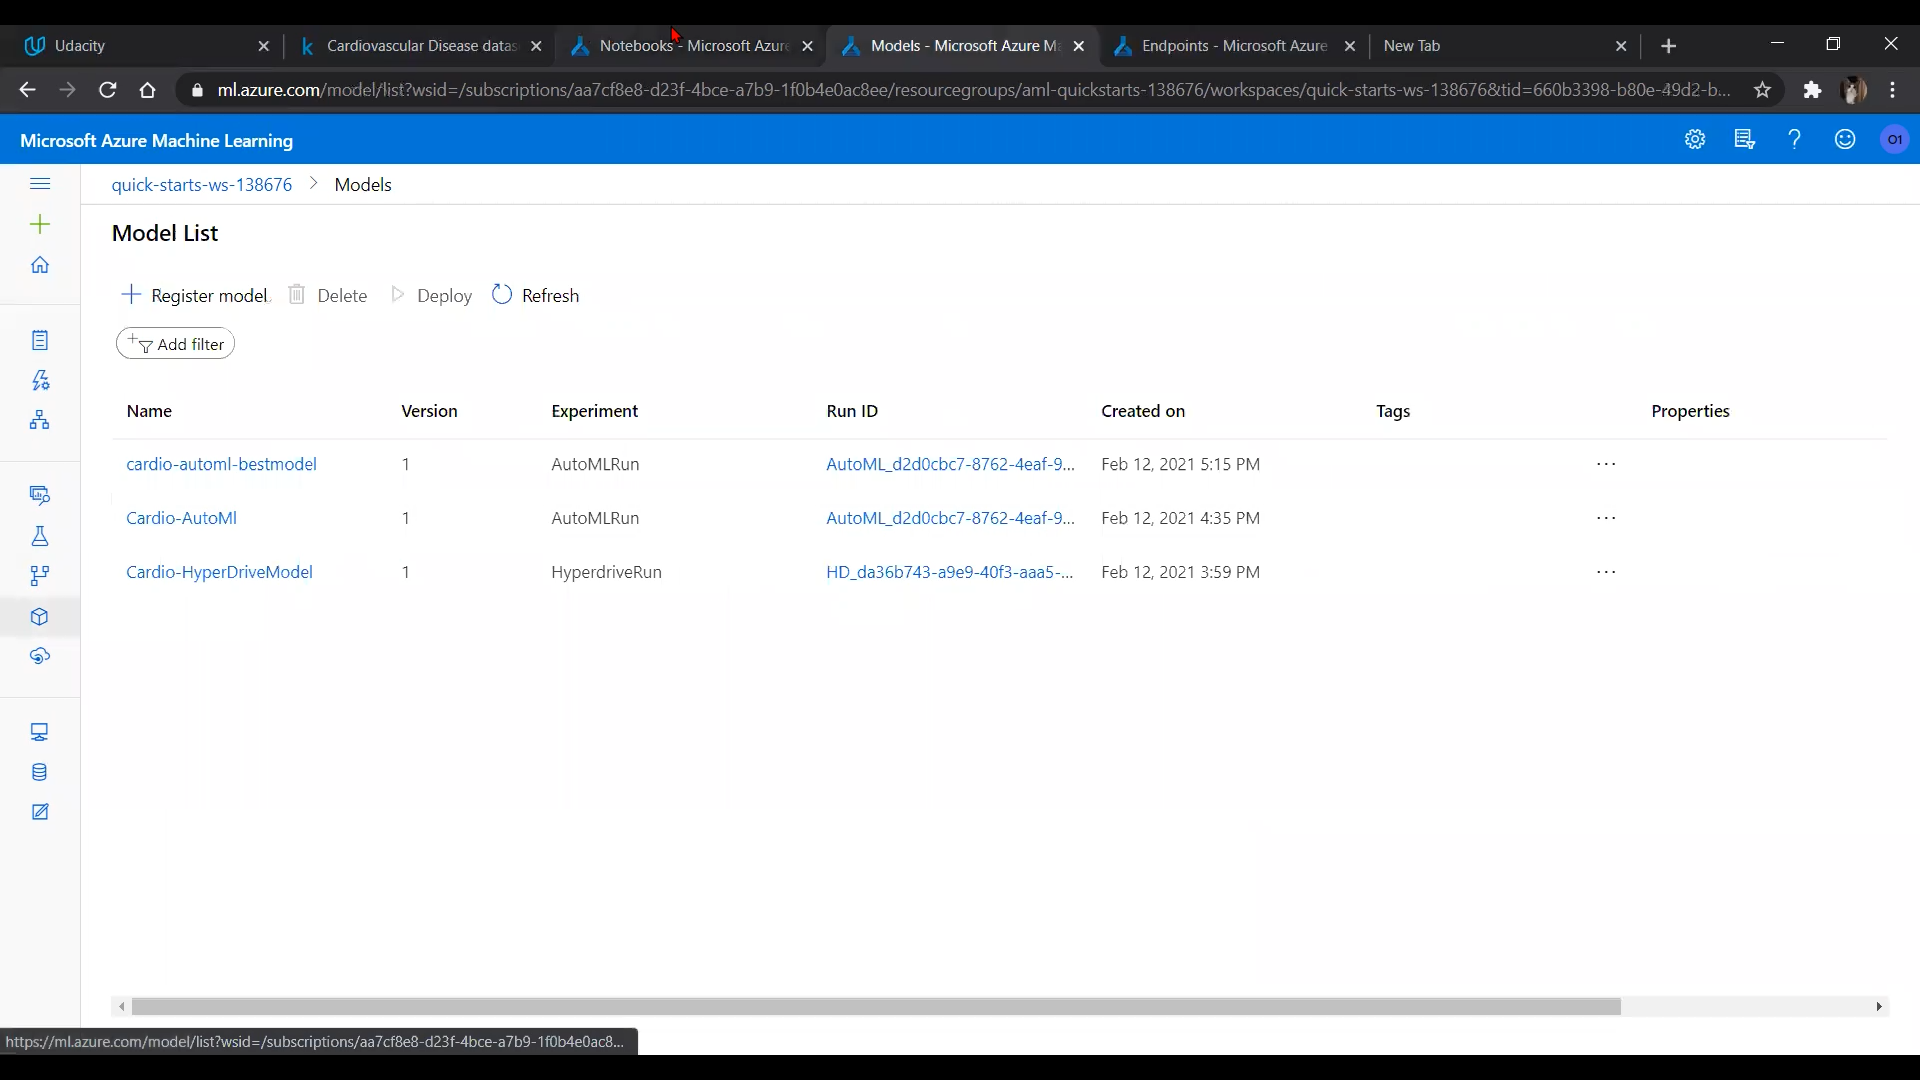 Udacity
Cardiovascular Disease datas
Notebooks - Microsoft Azure
Models - Microsoft Azure Ma
Endpoints - Microsoft Azure
New Tab
ml.azure.com/model/list?wsid=/subscriptions/aa7cf8e8-d23f-4bce-a7b9-1f0b4e0ac8ee/resourcegroups/aml-quickstarts-138676/workspaces/quick-starts-ws-138676&tid=660b3398-b80e-49d2-b...
Microsoft Azure Machine Learning
O1
quick-starts-ws-138676 > Models
Model List
Register model Delete Deploy Refresh
Add filter
Name Version Experiment Run ID Created on Tags Properties
cardio-automl-bestmodel 1 AutoMLRun AutoML_d2d0cbc7-8762-4eaf-9... Feb 12, 2021 5:15 PM ...
Cardio-AutoMl 1 AutoMLRun AutoML_d2d0cbc7-8762-4eaf-9... Feb 12, 2021 4:35 PM ...
Cardio-HyperDriveModel 1 HyperdriveRun HD_da36b743-a9e9-40f3-aaa5-... Feb 12, 2021 3:59 PM ...
https://ml.azure.com/model/list?wsid=/subscriptions/aa7cf8e8-d23f-4bce-a7b9-1f0b4e0ac8...